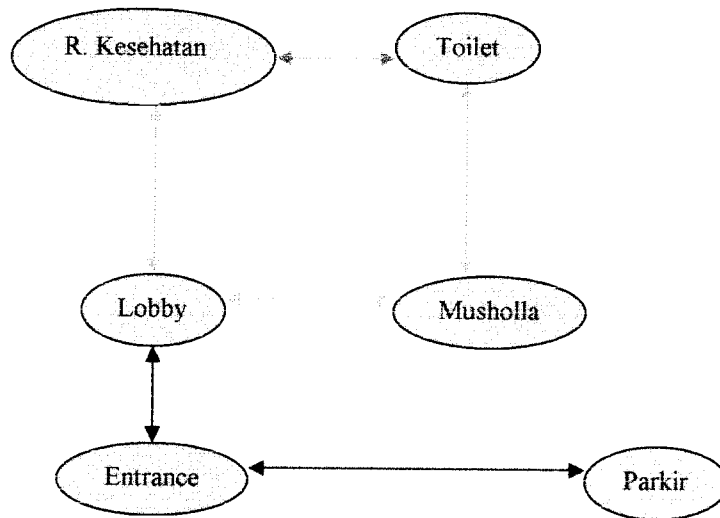 R. Kesehatan
Toilet
Lobby
Musholla
Entrance
Parkir